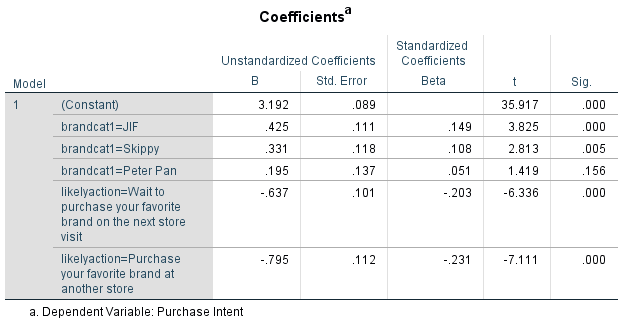 Coefficientsa
Unstandardized Coefficients Standardized Coefficients
Model B Std. Error Beta t Sig.
1 (Constant) 3.192 .089 35.917 .000
brandcat1=JIF .425 .111 .149 3.825 .000
brandcat1=Skippy .331 .118 .108 2.813 .005
brandcat1=Peter Pan .195 .137 .051 1.419 .156
likelyaction=Wait to
purchase your favorite
brand on the next store
visit -.637 .101 -.203 -6.336 .000
likelyaction=Purchase
your favorite brand at
another store -.795 .112 -.231 -7.111 .000
a. Dependent Variable: Purchase Intent